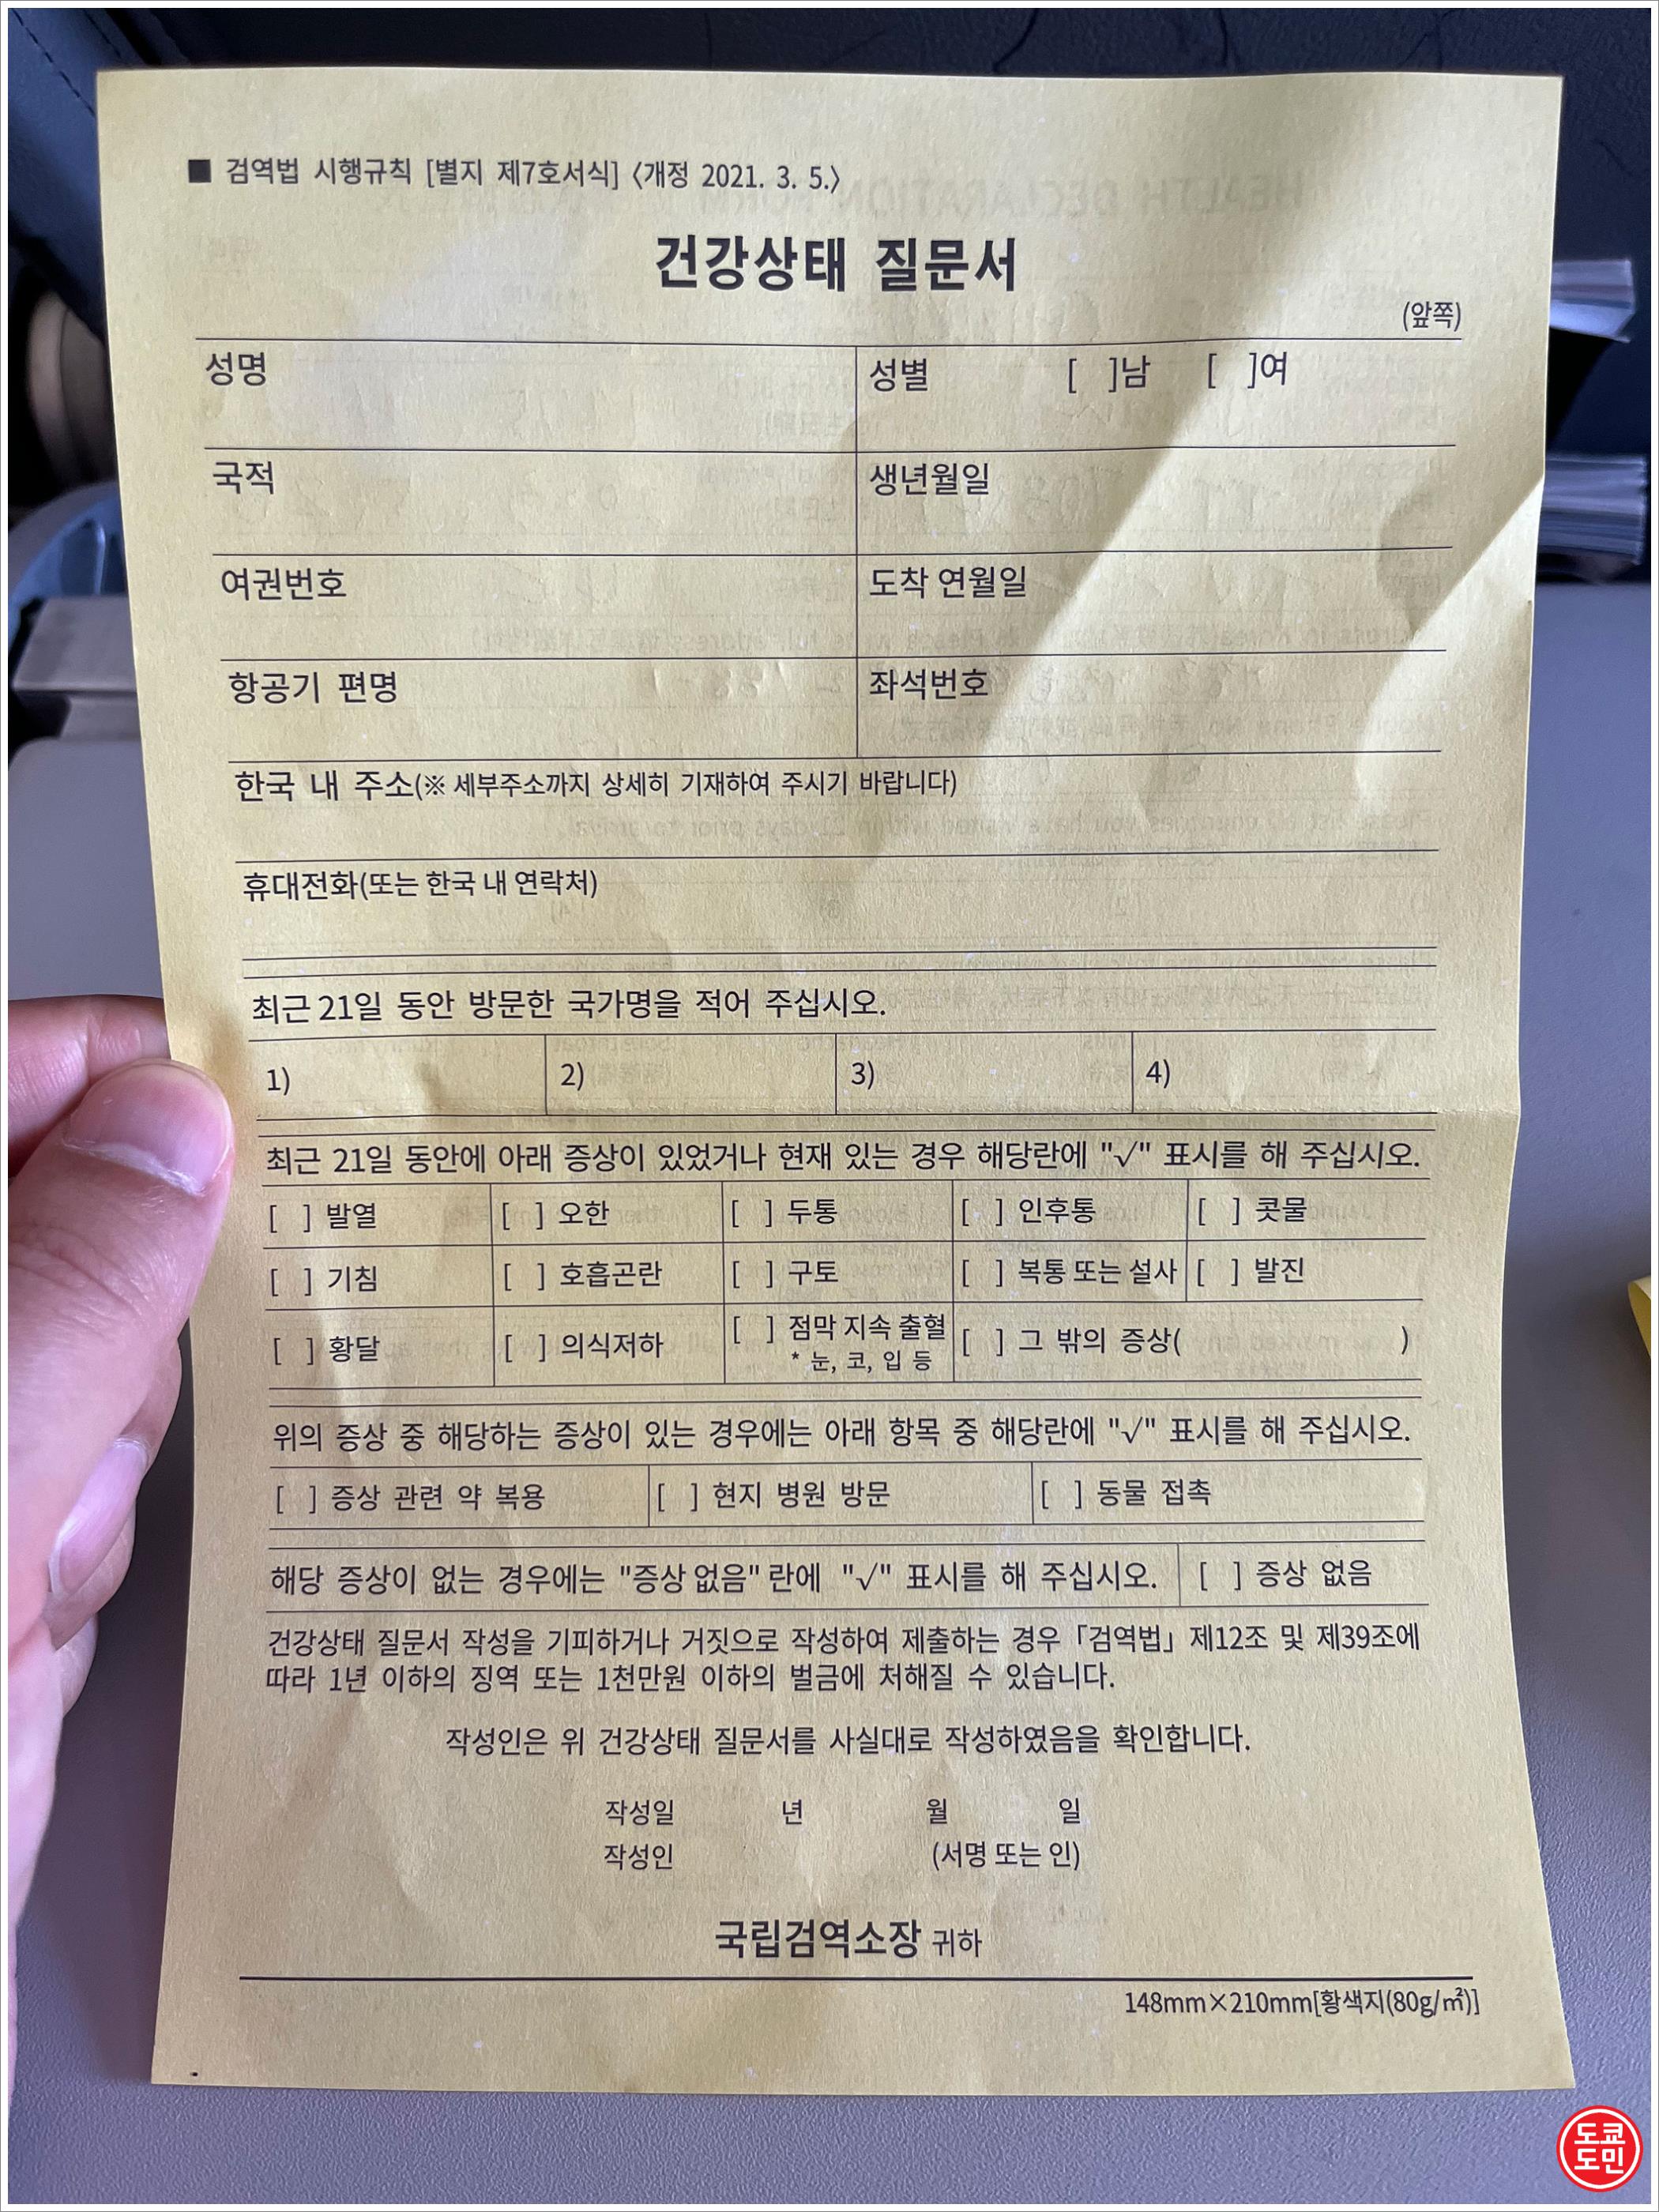 ■ 검역법 시행규칙 [별지 제7호서식] 〈개정 2021. 3. 5.〉
건강상태 질문서
(앞쪽)
성명 성별 [ ]남 [ ]여
국적 생년월일
여권번호 도착 연월일
항공기 편명 좌석번호
한국 내 주소(※ 세부주소까지 상세히 기재하여 주시기 바랍니다)
휴대전화(또는 한국 내 연락처)
최근 21일 동안 방문한 국가명을 적어 주십시오.
1) 2) 3) 4)
최근 21일 동안에 아래 증상이 있었거나 현재 있는 경우 해당란에 "√" 표시를 해 주십시오.
[ ] 발열 [ ] 오한 [ ] 두통 [ ] 인후통 [ ] 콧물
[ ] 기침 [ ] 호흡곤란 [ ] 구토 [ ] 복통 또는 설사 [ ] 발진
[ ] 황달 [ ] 의식저하 [ ] 점막 지속 출혈 [ ] 그 밖의 증상( )
* 눈, 코, 입 등
위의 증상 중 해당하는 증상이 있는 경우에는 아래 항목 중 해당란에 "√" 표시를 해 주십시오.
[ ] 증상 관련 약 복용 [ ] 현지 병원 방문 [ ] 동물 접촉
해당 증상이 없는 경우에는 "증상 없음" 란에 "√" 표시를 해 주십시오. [ ] 증상 없음
건강상태 질문서 작성을 기피하거나 거짓으로 작성하여 제출하는 경우 「검역법」 제12조 및 제39조에
따라 1년 이하의 징역 또는 1천만원 이하의 벌금에 처해질 수 있습니다.
작성인은 위 건강상태 질문서를 사실대로 작성하였음을 확인합니다.
작성일 년 월 일
작성인 (서명 또는 인)
국립검역소장 귀하
148mm×210mm[황색지(80g/㎡)]
도쿄
도민